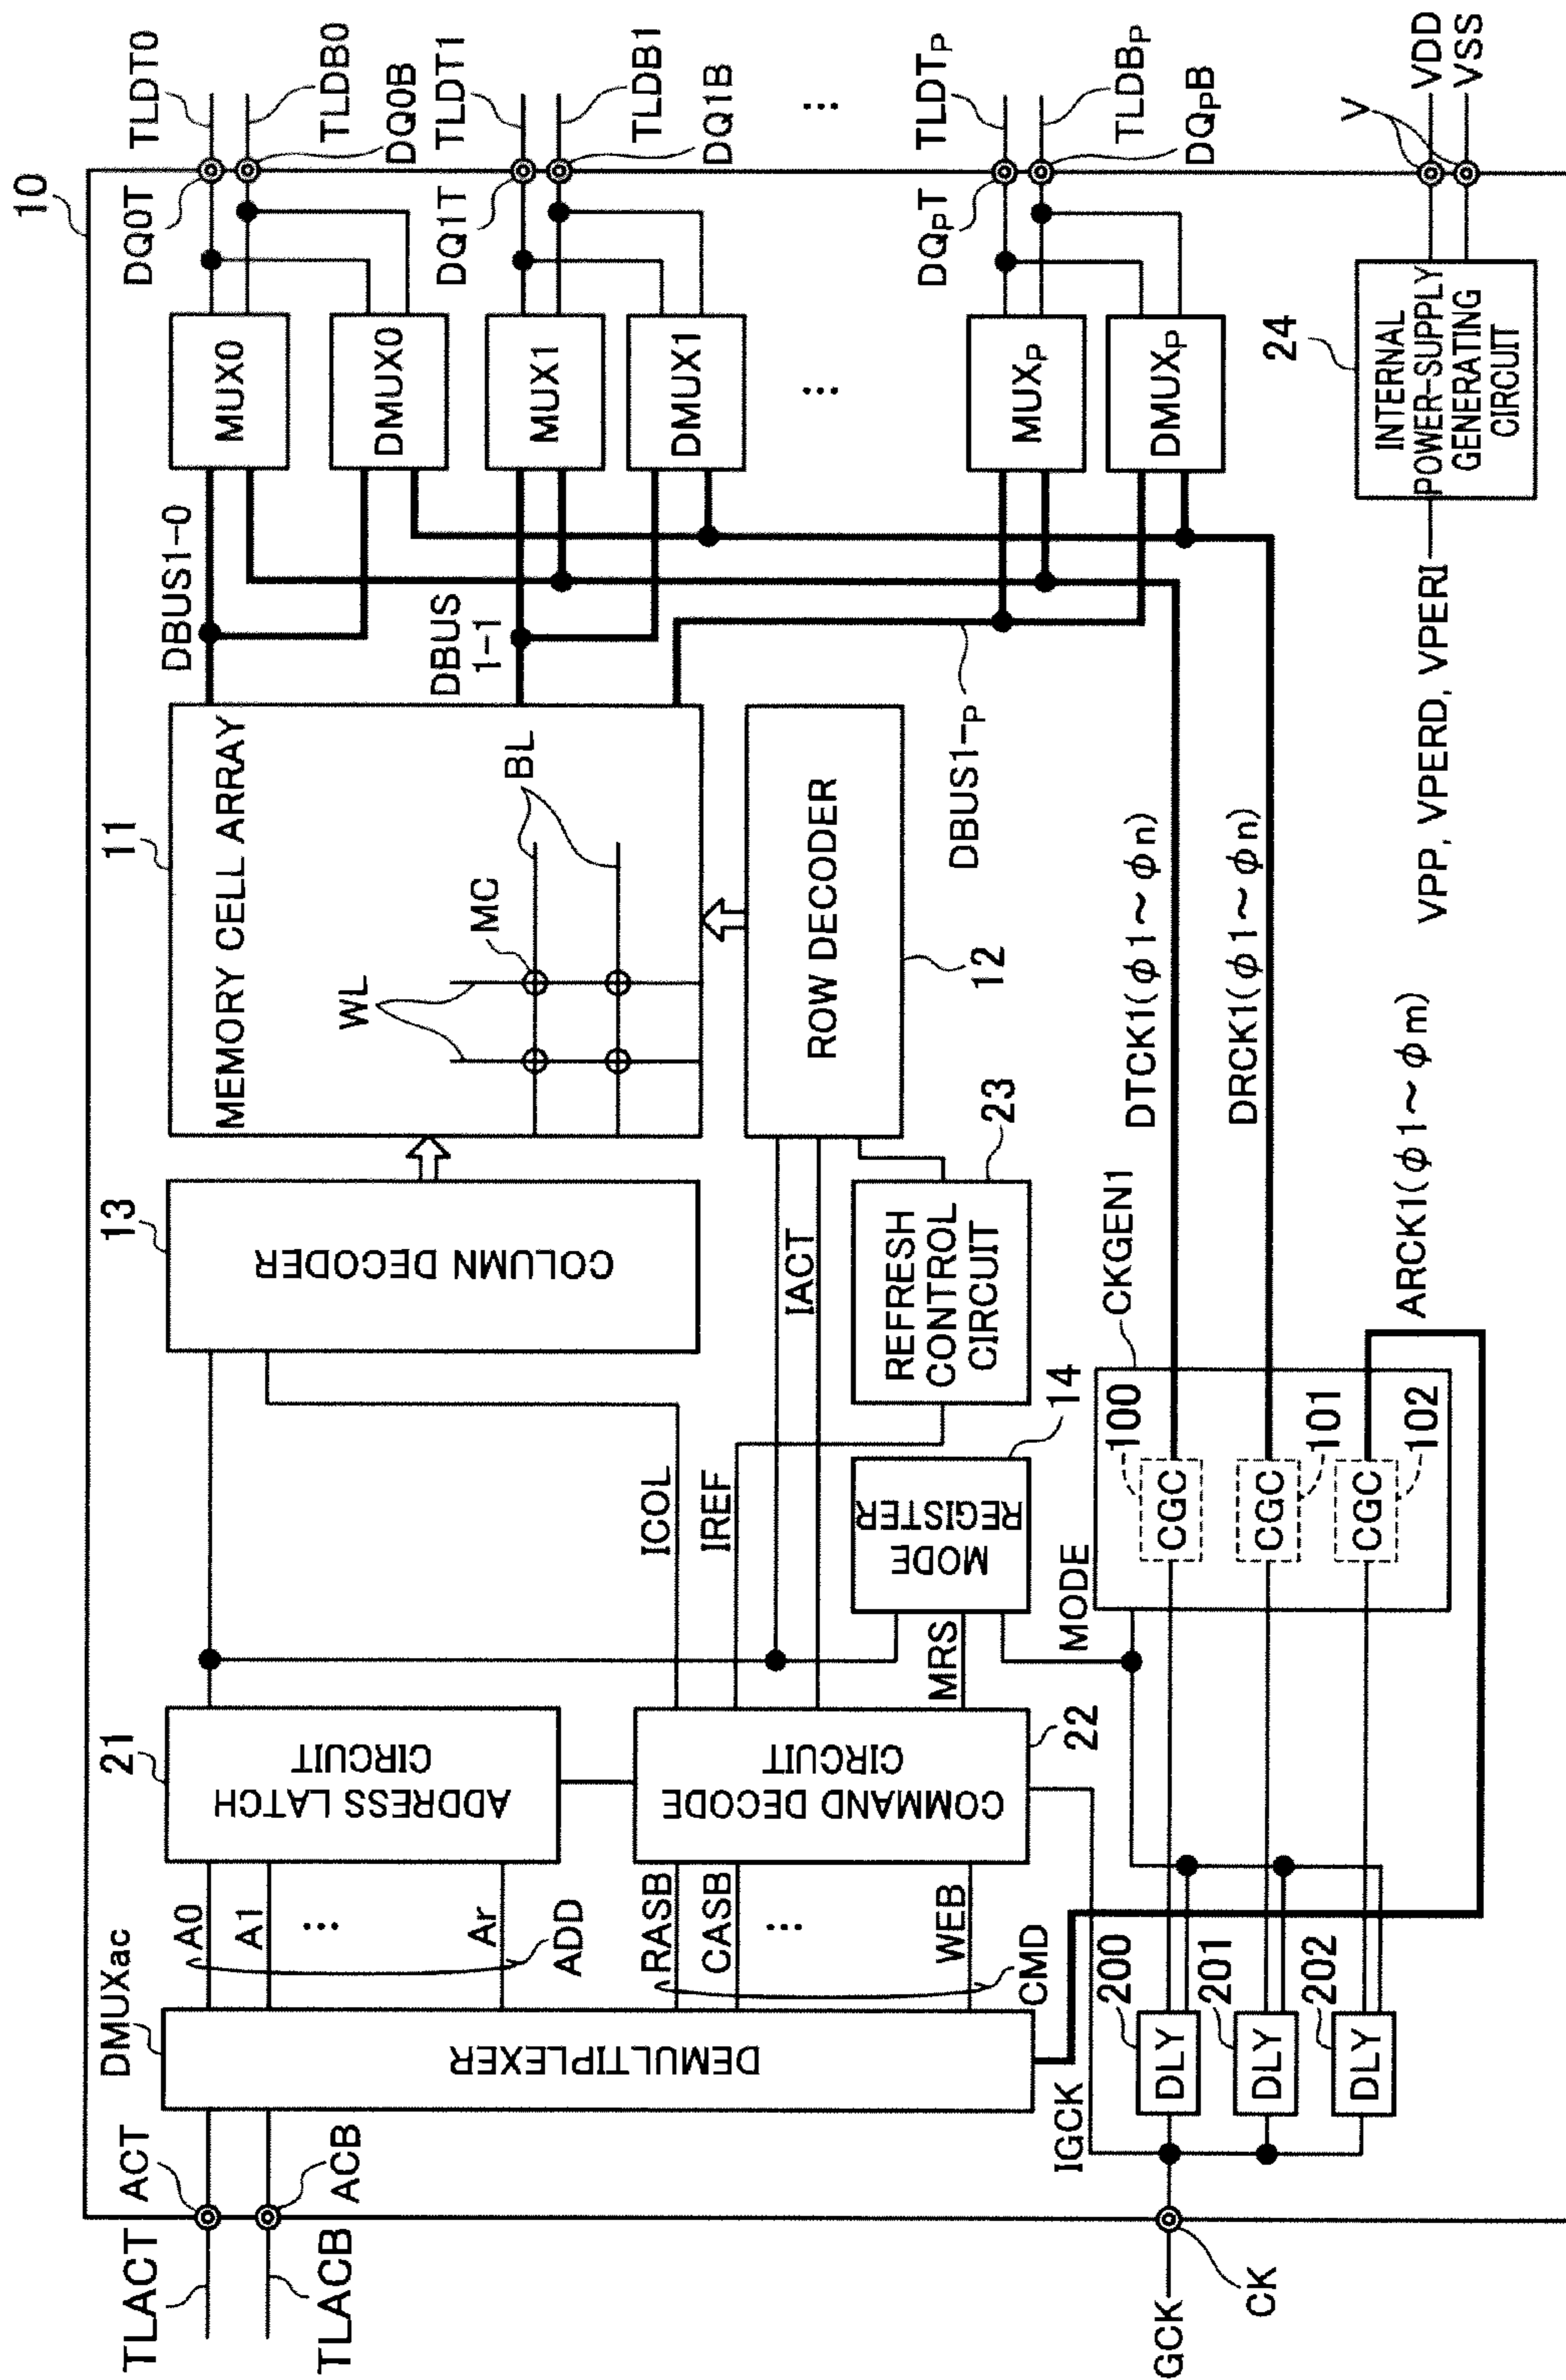 10
TLACT
ACT
TLACB
ACB
DMUXac
DEMULTIPLEXER
A0
A1
...
Ar
ADD
RASB
CASB
...
WEB
CMD
21
ADDRESS LATCH
CIRCUIT
COMMAND DECODE
CIRCUIT
22
ICOL
IREF
IACT
MRS
MODE
REGISTER
14
13
COLUMN DECODER
REFRESH
CONTROL
CIRCUIT
23
11
MEMORY CELL ARRAY
WL
MC
BL
ROW DECODER
12
DBUS1-0
DBUS
1-1
DBUS1-P
MUX0
DMUX0
MUX1
DMUX1
...
MUXP
DMUXP
DQ0T
TLDT0
TLDB0
DQ0B
DQ1T
TLDT1
TLDB1
DQ1B
...
DQPT
TLDTP
TLDBP
DQPB
GCK
CK
IGCK
200
DLY
201
DLY
202
DLY
MODE
CKGEN1
100
CGC
CGC
101
CGC
102
DTCK1(φ1~φn)
DRCK1(φ1~φn)
ARCK1(φ1~φm)
24
INTERNAL
POWER-SUPPLY
GENERATING
CIRCUIT
VPP, VPERD, VPERI
V
VDD
VSS